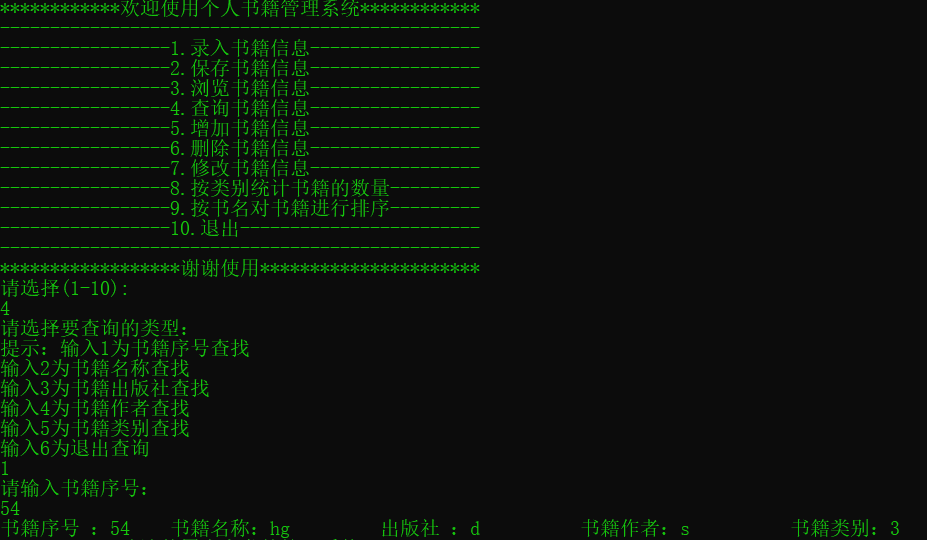 ************欢迎使用个人书籍管理系统************
------------------------------------------------
-----------------1.录入书籍信息-----------------
-----------------2.保存书籍信息-----------------
-----------------3.浏览书籍信息-----------------
-----------------4.查询书籍信息-----------------
-----------------5.增加书籍信息-----------------
-----------------6.删除书籍信息-----------------
-----------------7.修改书籍信息-----------------
-----------------8.按类别统计书籍的数量---------
-----------------9.按书名对书籍进行排序---------
-----------------10.退出------------------------
------------------------------------------------
******************谢谢使用**********************
请选择(1-10):
4
请选择要查询的类型：
提示：输入1为书籍序号查找
输入2为书籍名称查找
输入3为书籍出版社查找
输入4为书籍作者查找
输入5为书籍类别查找
输入6为退出查询
1
请输入书籍序号：
54
书籍序号 ：54    书籍名称：hg         出版社 ：d          书籍作者：s          书籍类别：3